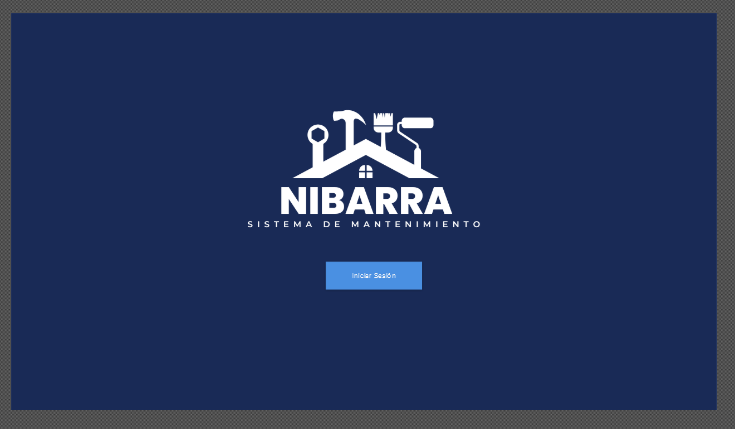 NIBARRA
SISTEMA DE MANTENIMIENTO
Iniciar Sesión